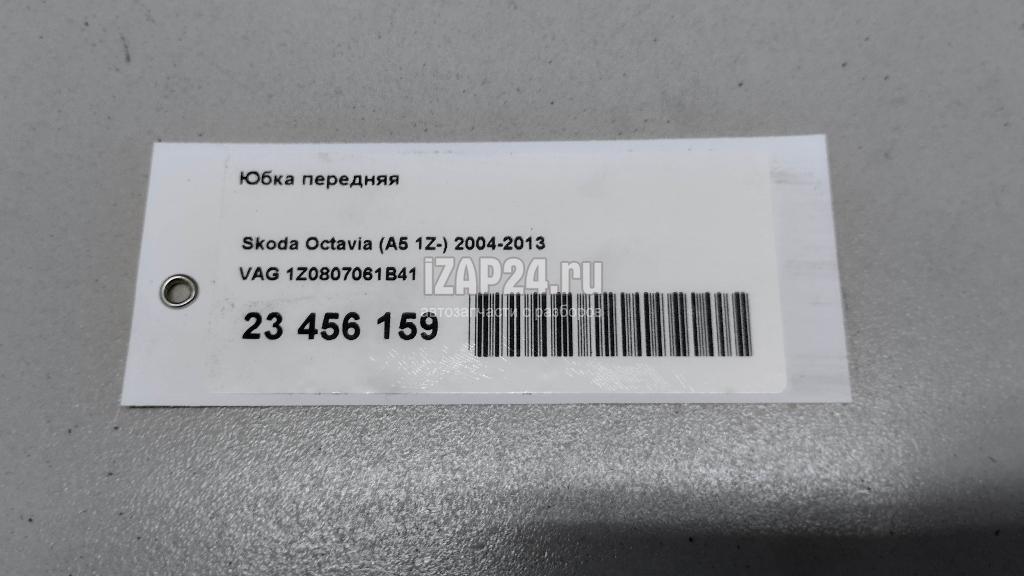 Юбка передняя
Skoda Octavia (A5 1Z-) 2004-2013
VAG 1Z0807061B41
iZAP24.ru
автозапчасти с разборов
23 456 159